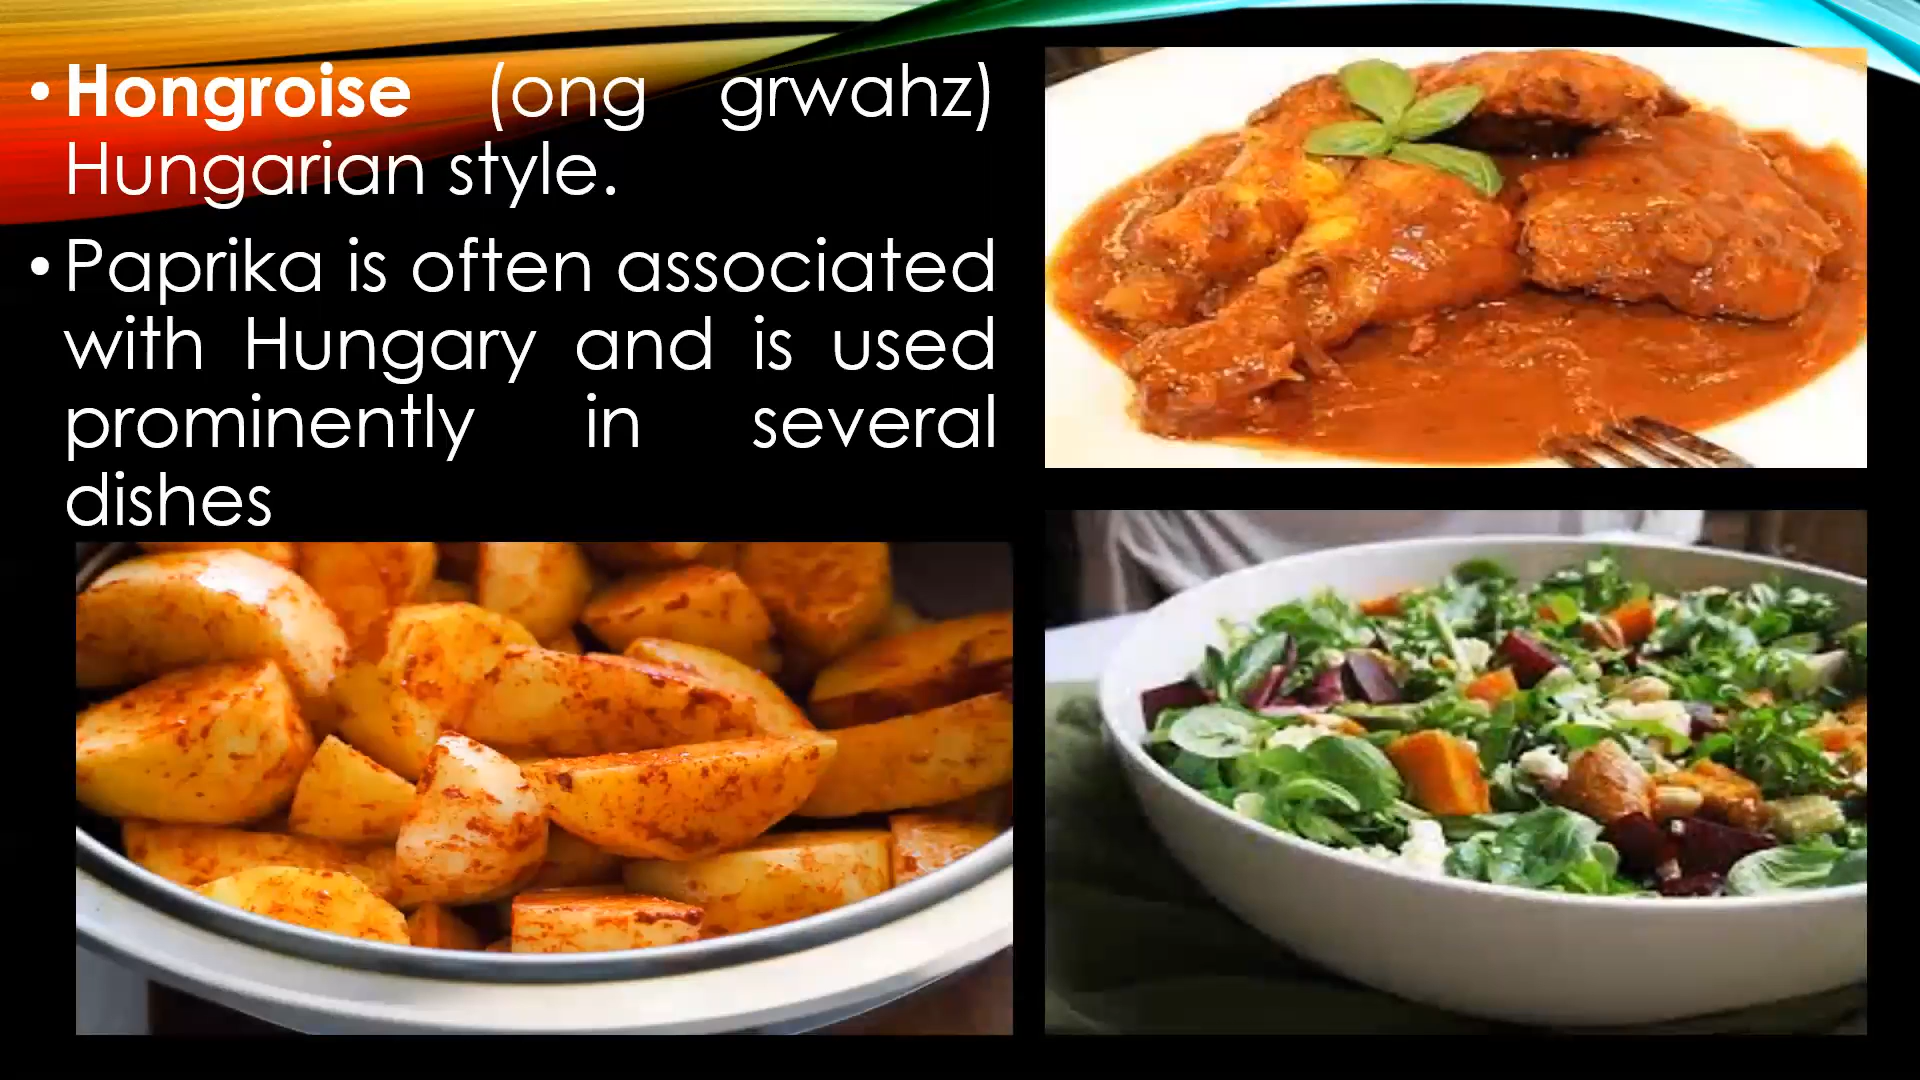 • Hongroise (ong grwahz)
Hungarian style.
• Paprika is often associated
with Hungary and is used
prominently in several
dishes